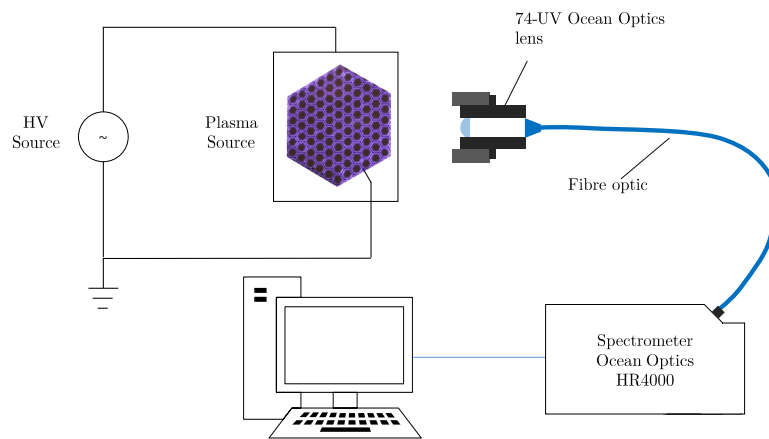 74-UV Ocean Optics
lens
HV
Source
~
Plasma
Source
Fibre optic
Spectrometer
Ocean Optics
HR4000